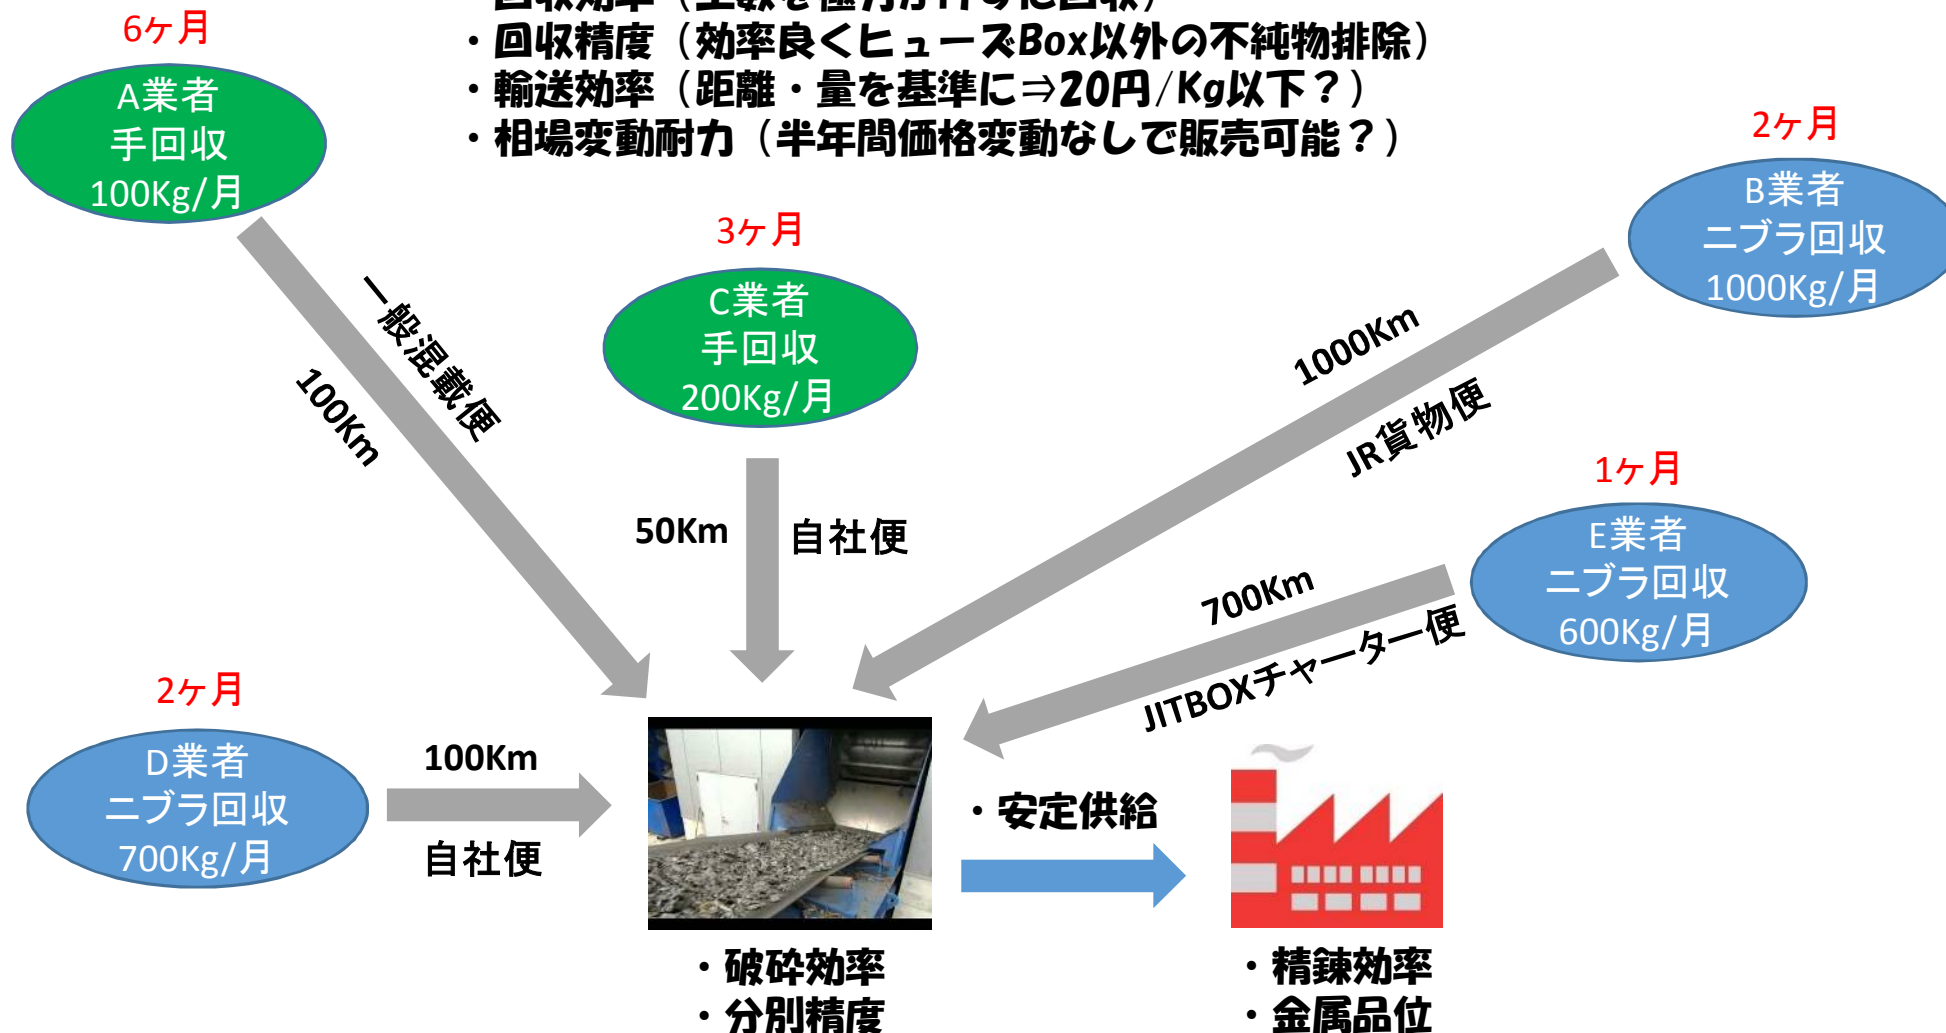 ・回収精度（効率良くヒューズBox以外の不純物排除）
・輸送効率（距離・量を基準に⇒20円/Kg以下？）
・相場変動耐力（半年間価格変動なしで販売可能？）
6ヶ月
A業者
手回収
100Kg/月
2ヶ月
B業者
ニブラ回収
1000Kg/月
3ヶ月
C業者
手回収
200Kg/月
一般混載便
100Km
1000Km
JR貨物便
1ヶ月
E業者
ニブラ回収
600Kg/月
50Km
自社便
700Km
JITBOXチャーター便
2ヶ月
D業者
ニブラ回収
700Kg/月
100Km
自社便
・安定供給
・破砕効率
・分別精度
・精錬効率
・金属品位